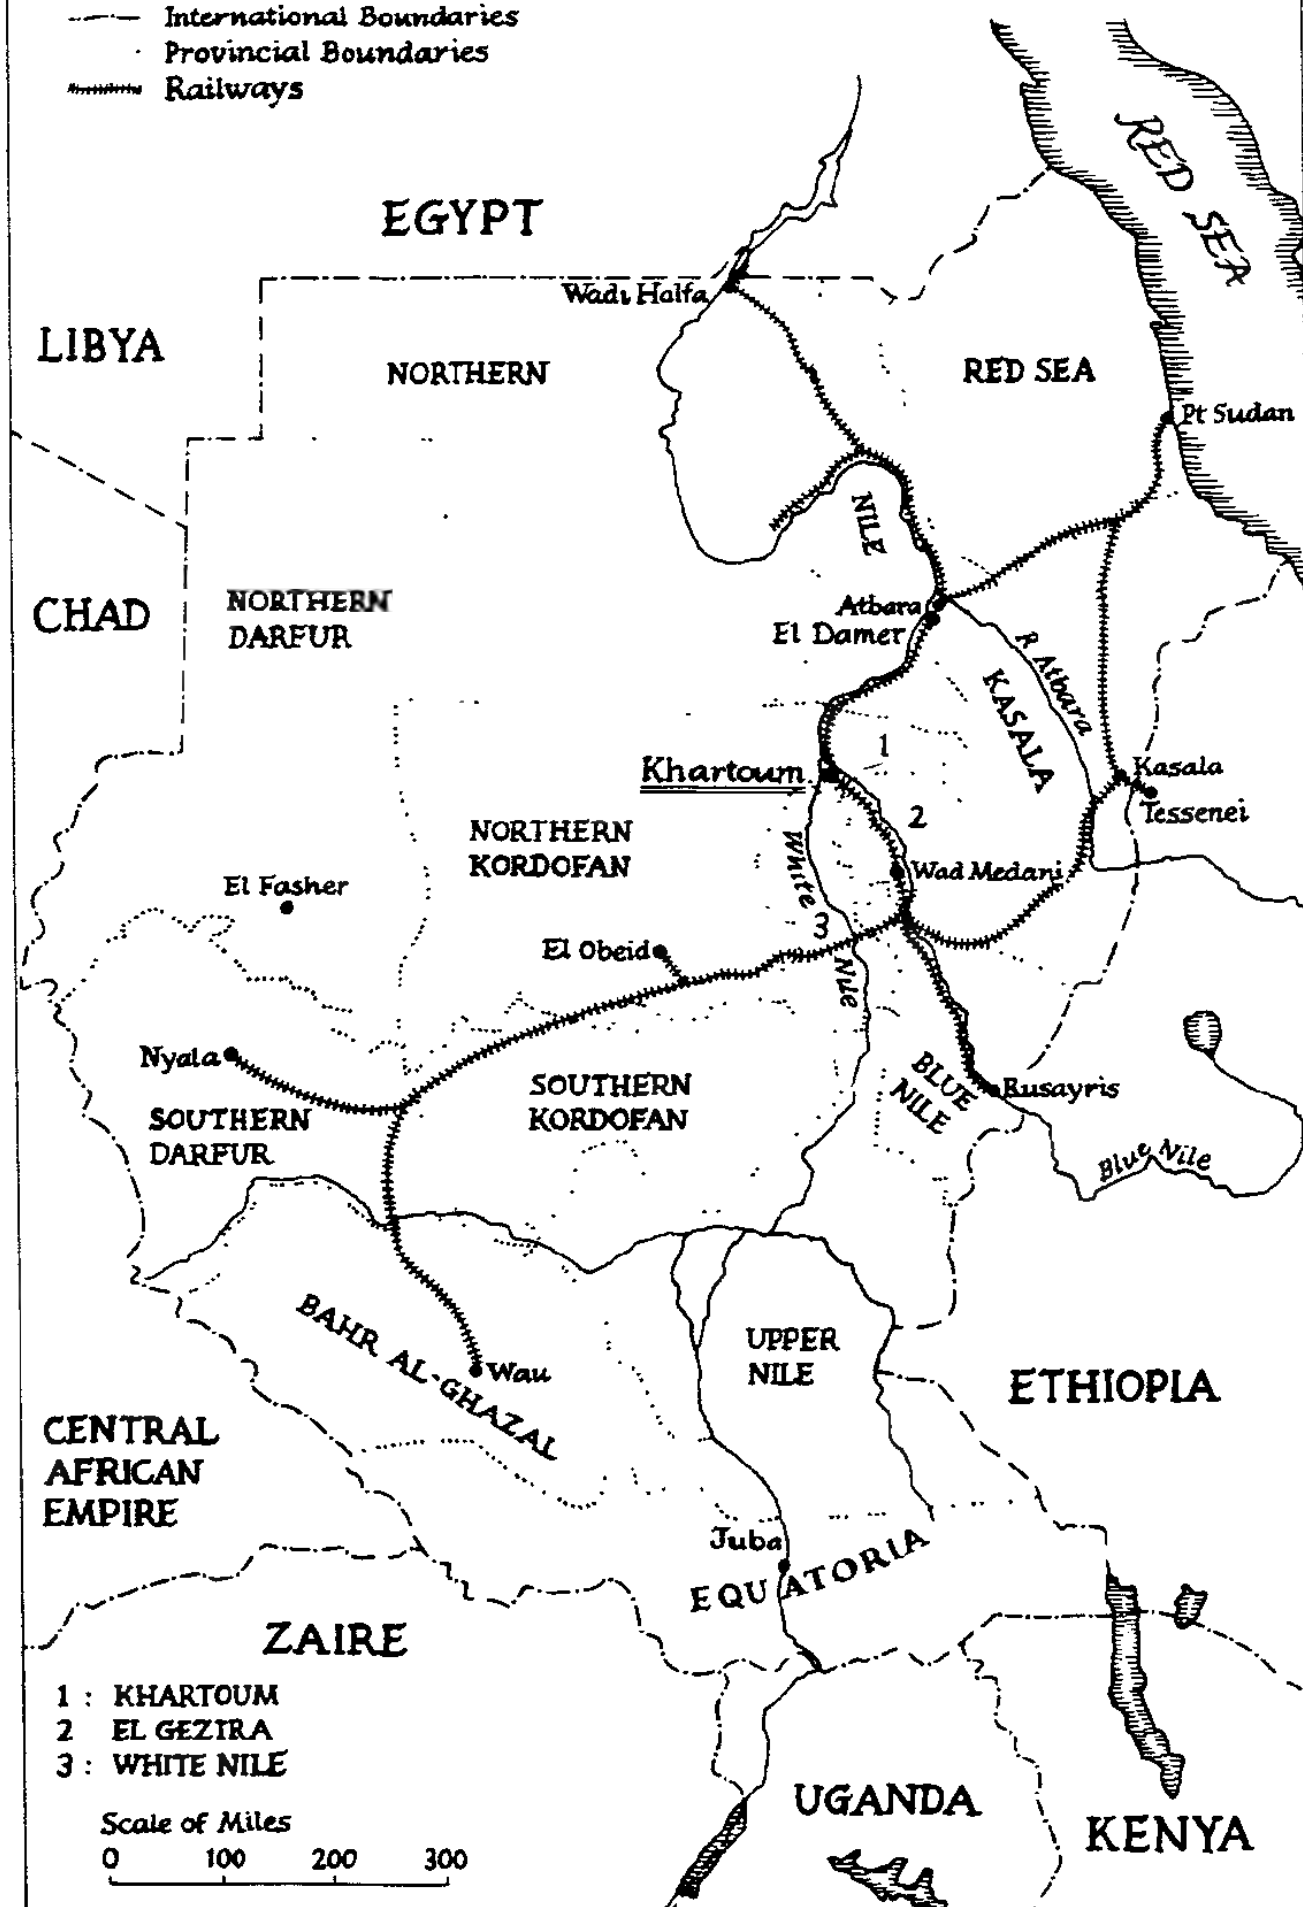 International Boundaries
Provincial Boundaries
Railways
RED SEA
EGYPT
Wadi Halfa
LIBYA
NORTHERN
RED SEA
Pt Sudan
NILE
CHAD
NORTHERN
DARFUR
Atbara
El Damer
R Atbara
KASALA
1
Khartoum
Kasala
Tessenei
2
NORTHERN
KORDOFAN
White
Nile
El Fasher
Wad Medani
3
El Obeid
Nyala
SOUTHERN
KORDOFAN
BLUE
NILE
Rusayris
SOUTHERN
DARFUR
Blue Nile
BAHR AL-GHAZAL
Wau
UPPER
NILE
ETHIOPIA
CENTRAL
AFRICAN
EMPIRE
Juba
EQUATORIA
ZAIRE
1 : KHARTOUM
2 EL GEZIRA
3 : WHITE NILE
UGANDA
KENYA
Scale of Miles
0 100 200 300